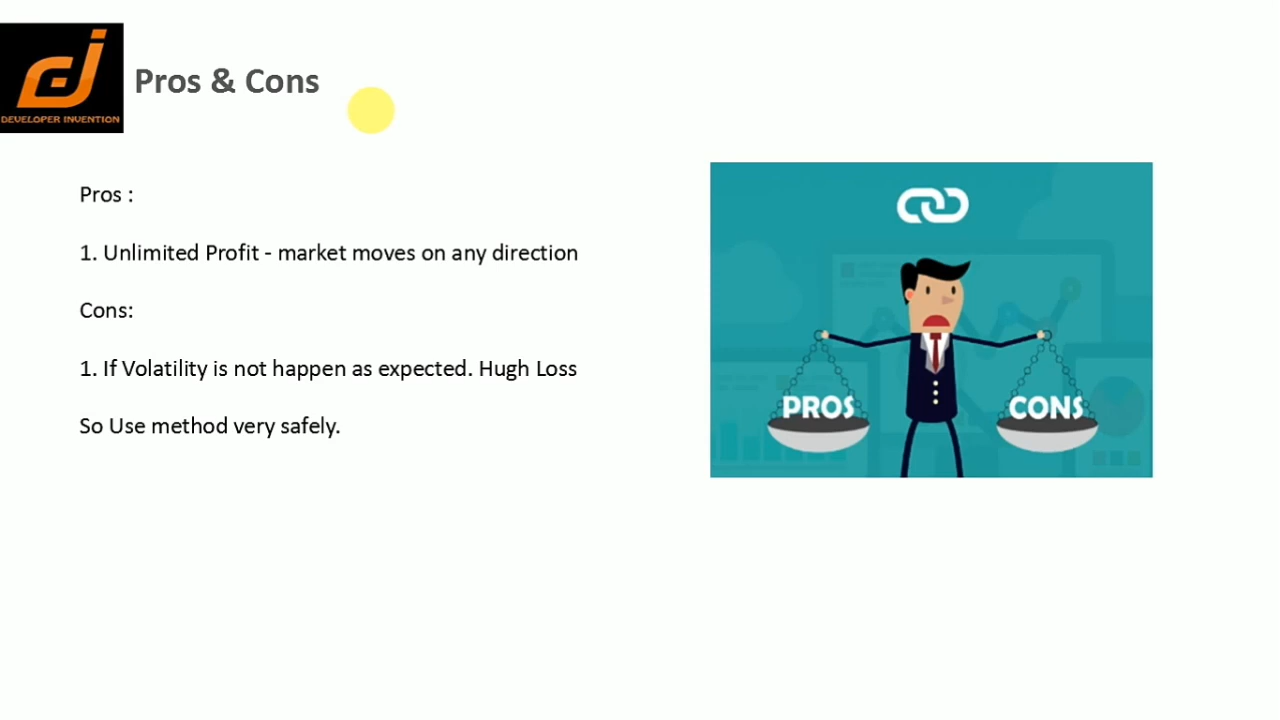 DEVELOPER INVENTION
Pros & Cons
Pros :
1. Unlimited Profit - market moves on any direction
Cons:
1. If Volatility is not happen as expected. Hugh Loss
So Use method very safely.
PROS
CONS